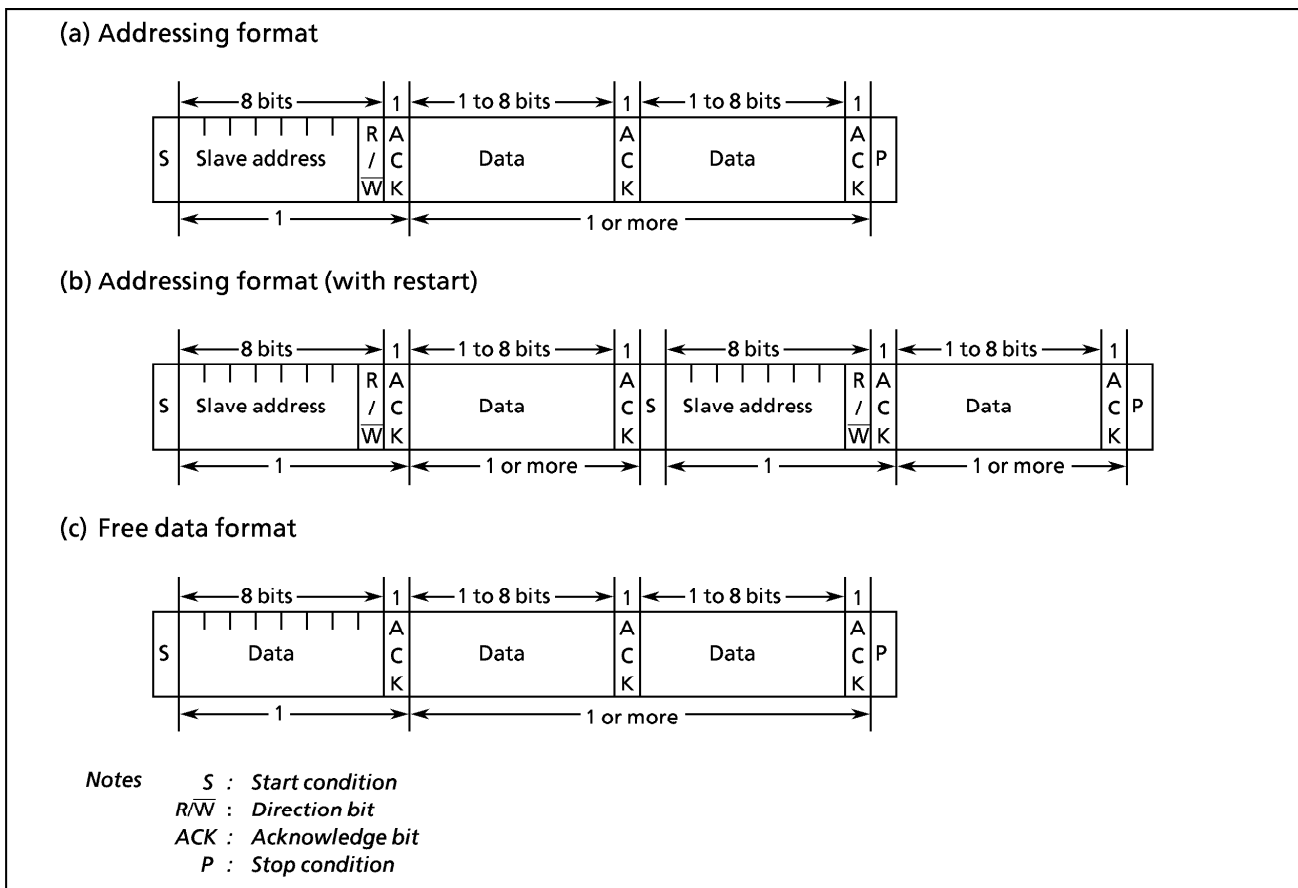 (a) Addressing format
8 bits 1 1 to 8 bits 1 1 to 8 bits 1
S Slave address R/W̅ ACK Data ACK Data ACK P
1 1 or more
(b) Addressing format (with restart)
8 bits 1 1 to 8 bits 1 8 bits 1 1 to 8 bits 1
S Slave address R/W̅ ACK Data ACK S Slave address R/W̅ ACK Data ACK P
1 1 or more 1 1 or more
(c) Free data format
8 bits 1 1 to 8 bits 1 1 to 8 bits 1
S Data ACK Data ACK Data ACK P
1 1 or more
Notes S : Start condition
R/W̅ : Direction bit
ACK : Acknowledge bit
P : Stop condition